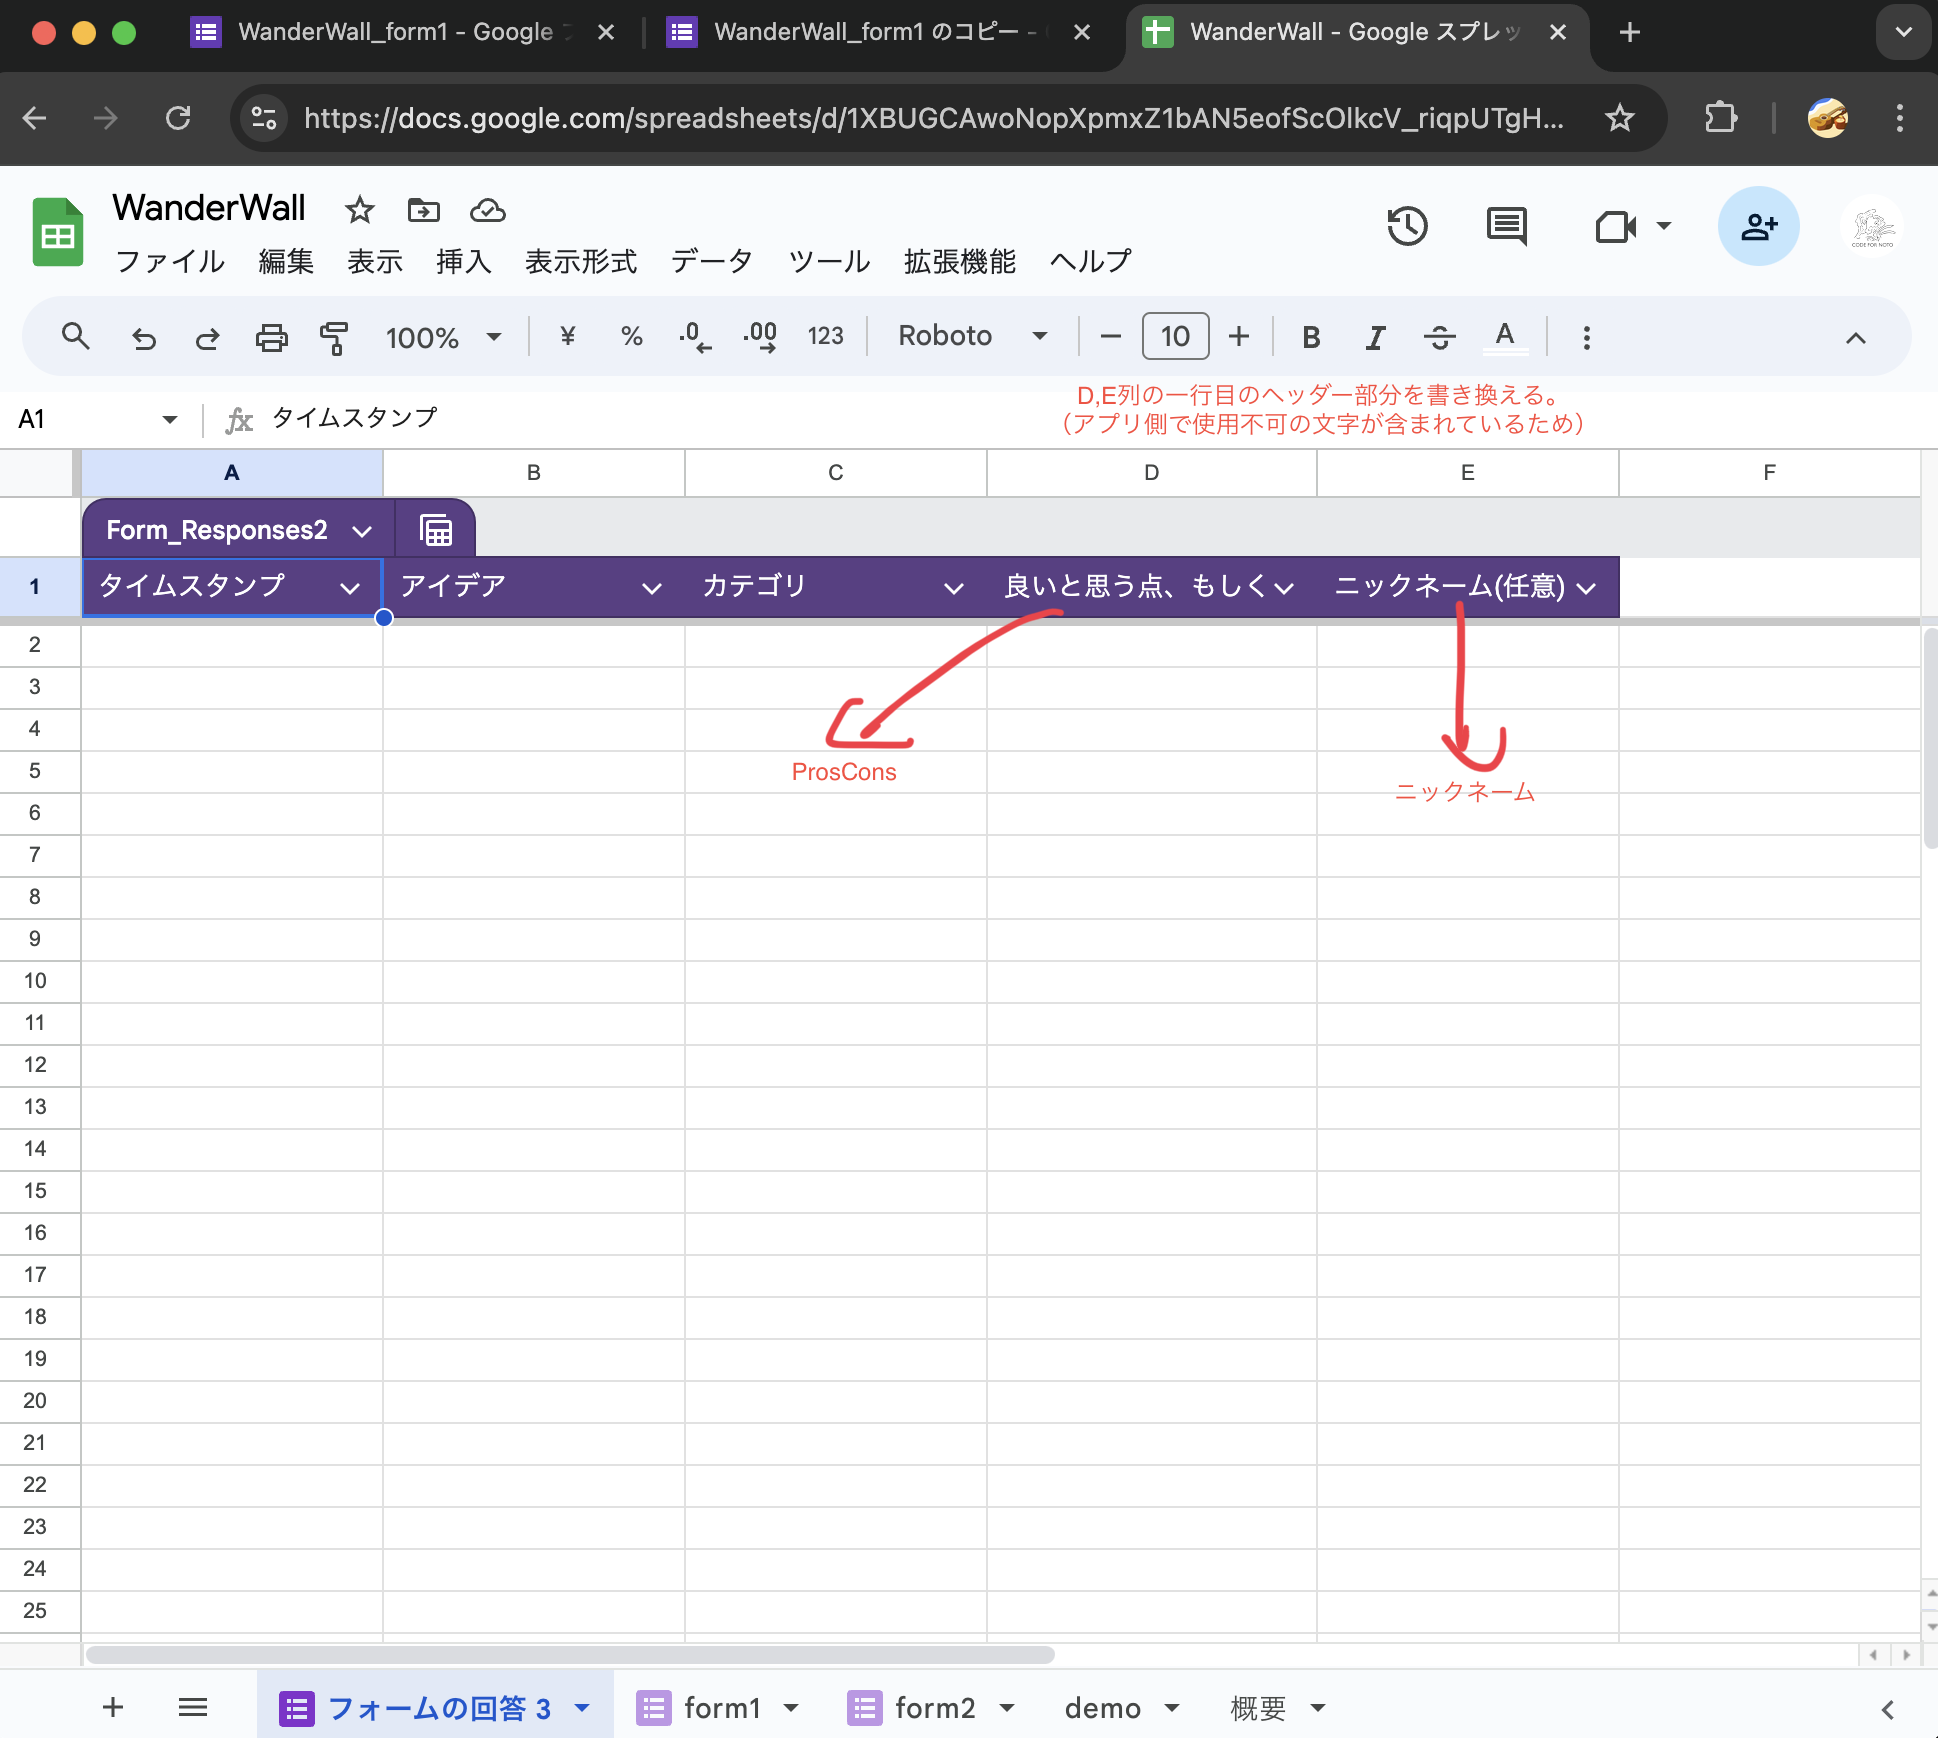 WanderWall_form1 - Google
WanderWall_form1 のコピー -
WanderWall - Google スプレッ
https://docs.google.com/spreadsheets/d/1XBUGCAwoNopXpmxZ1bAN5eofScOlkcV_riqpUTgH...
WanderWall
ファイル 編集 表示 挿入 表示形式 データ ツール 拡張機能 ヘルプ
CODE FOR NOTO
100% ¥ % .0 .00 123 Roboto 10 B I S A
D,E列の一行目のヘッダー部分を書き換える。
（アプリ側で使用不可の文字が含まれているため）
A1 fx タイムスタンプ
A B C D E F
Form_Responses2
1 タイムスタンプ アイデア カテゴリ 良いと思う点、もしく ニックネーム(任意)
2
3
4
5
ProsCons
ニックネーム
6
7
8
9
10
11
12
13
14
15
16
17
18
19
20
21
22
23
24
25
フォームの回答 3 form1 form2 demo 概要